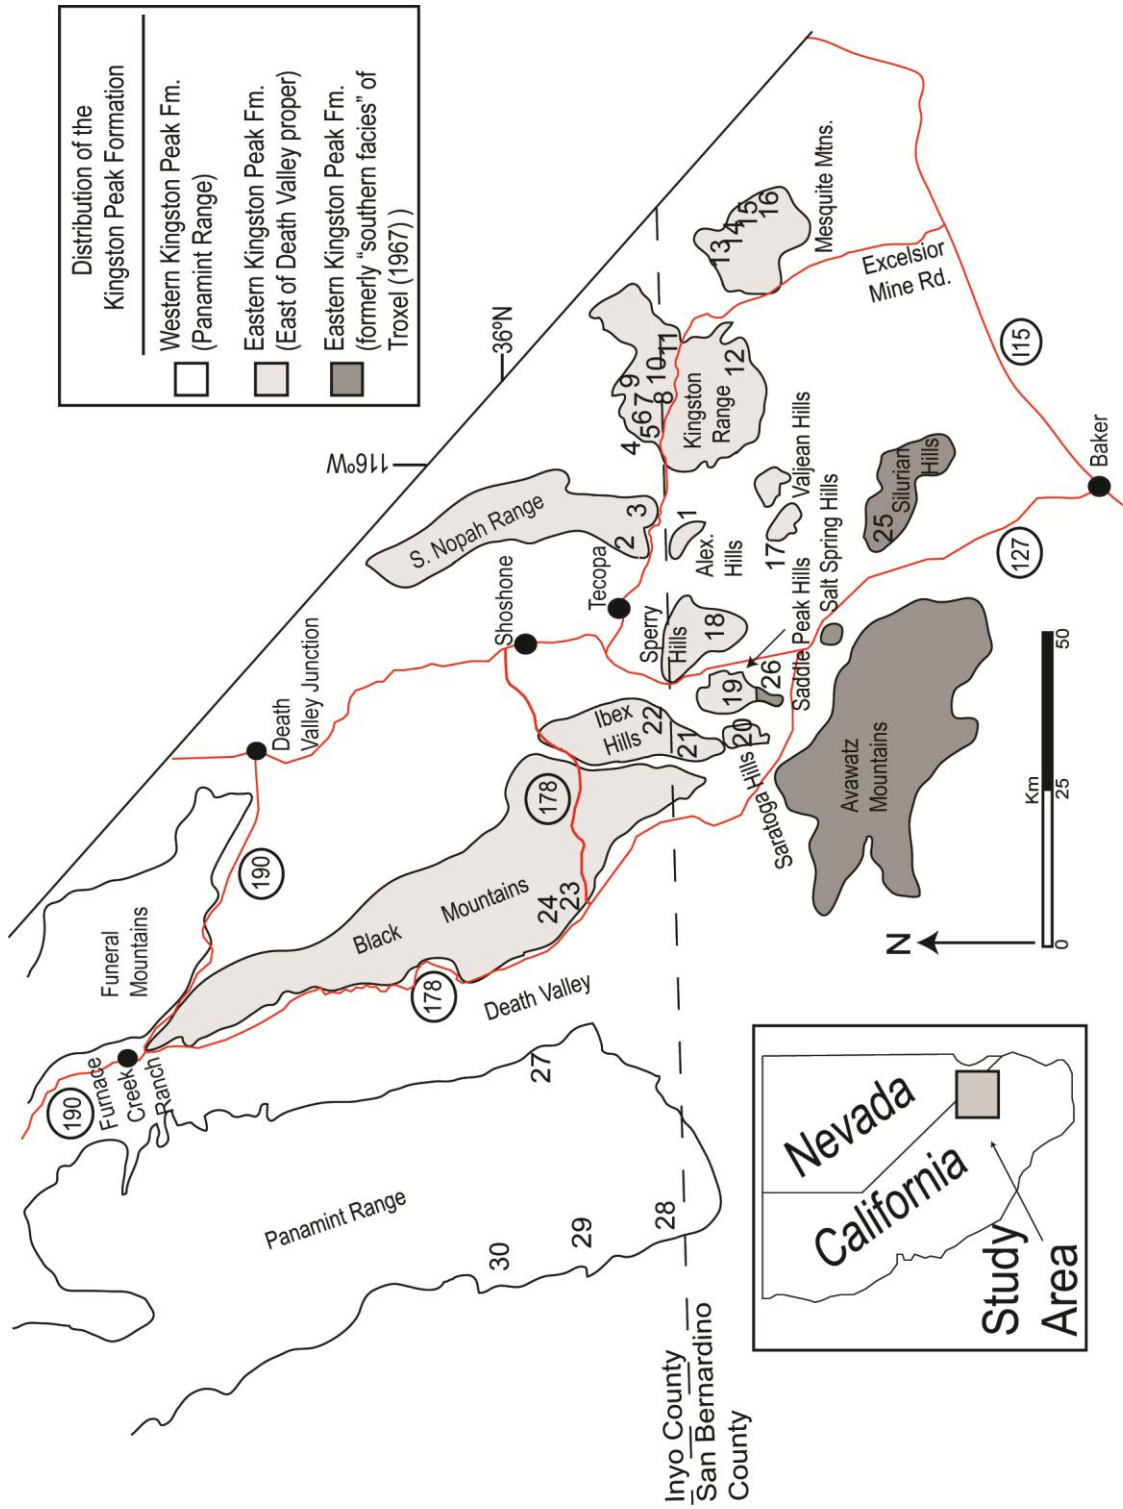 Distribution of the
Kingston Peak Formation
Western Kingston Peak Fm.
(Panamint Range)
Eastern Kingston Peak Fm.
(East of Death Valley proper)
Eastern Kingston Peak Fm.
(formerly “southern facies” of
Troxel (1967) )
190
Furnace
Creek
Ranch
Funeral
Mountains
190
Death
Valley Junction
116ºW
36ºN
Panamint Range
178
Death Valley
Black
Mountains
178
Shoshone
S. Nopah Range
Tecopa
27
30
29
28
24
23
Ibex
Hills
22
21
Sperry
Hills
18
2
3
Alex.
Hills
1
4
5
6
7
9
8
10
11
Kingston
Range
12
13
14
15
16
Mesquite Mtns.
Excelsior
Mine Rd.
I15
19
20
26
Saratoga Hills
Saddle Peak Hills
Salt Spring Hills
17
Valjean Hills
25
Silurian
Hills
Avawatz
Mountains
127
Baker
Inyo County
San Bernardino
County
N
Km
0
25
50
Nevada
California
Study
Area